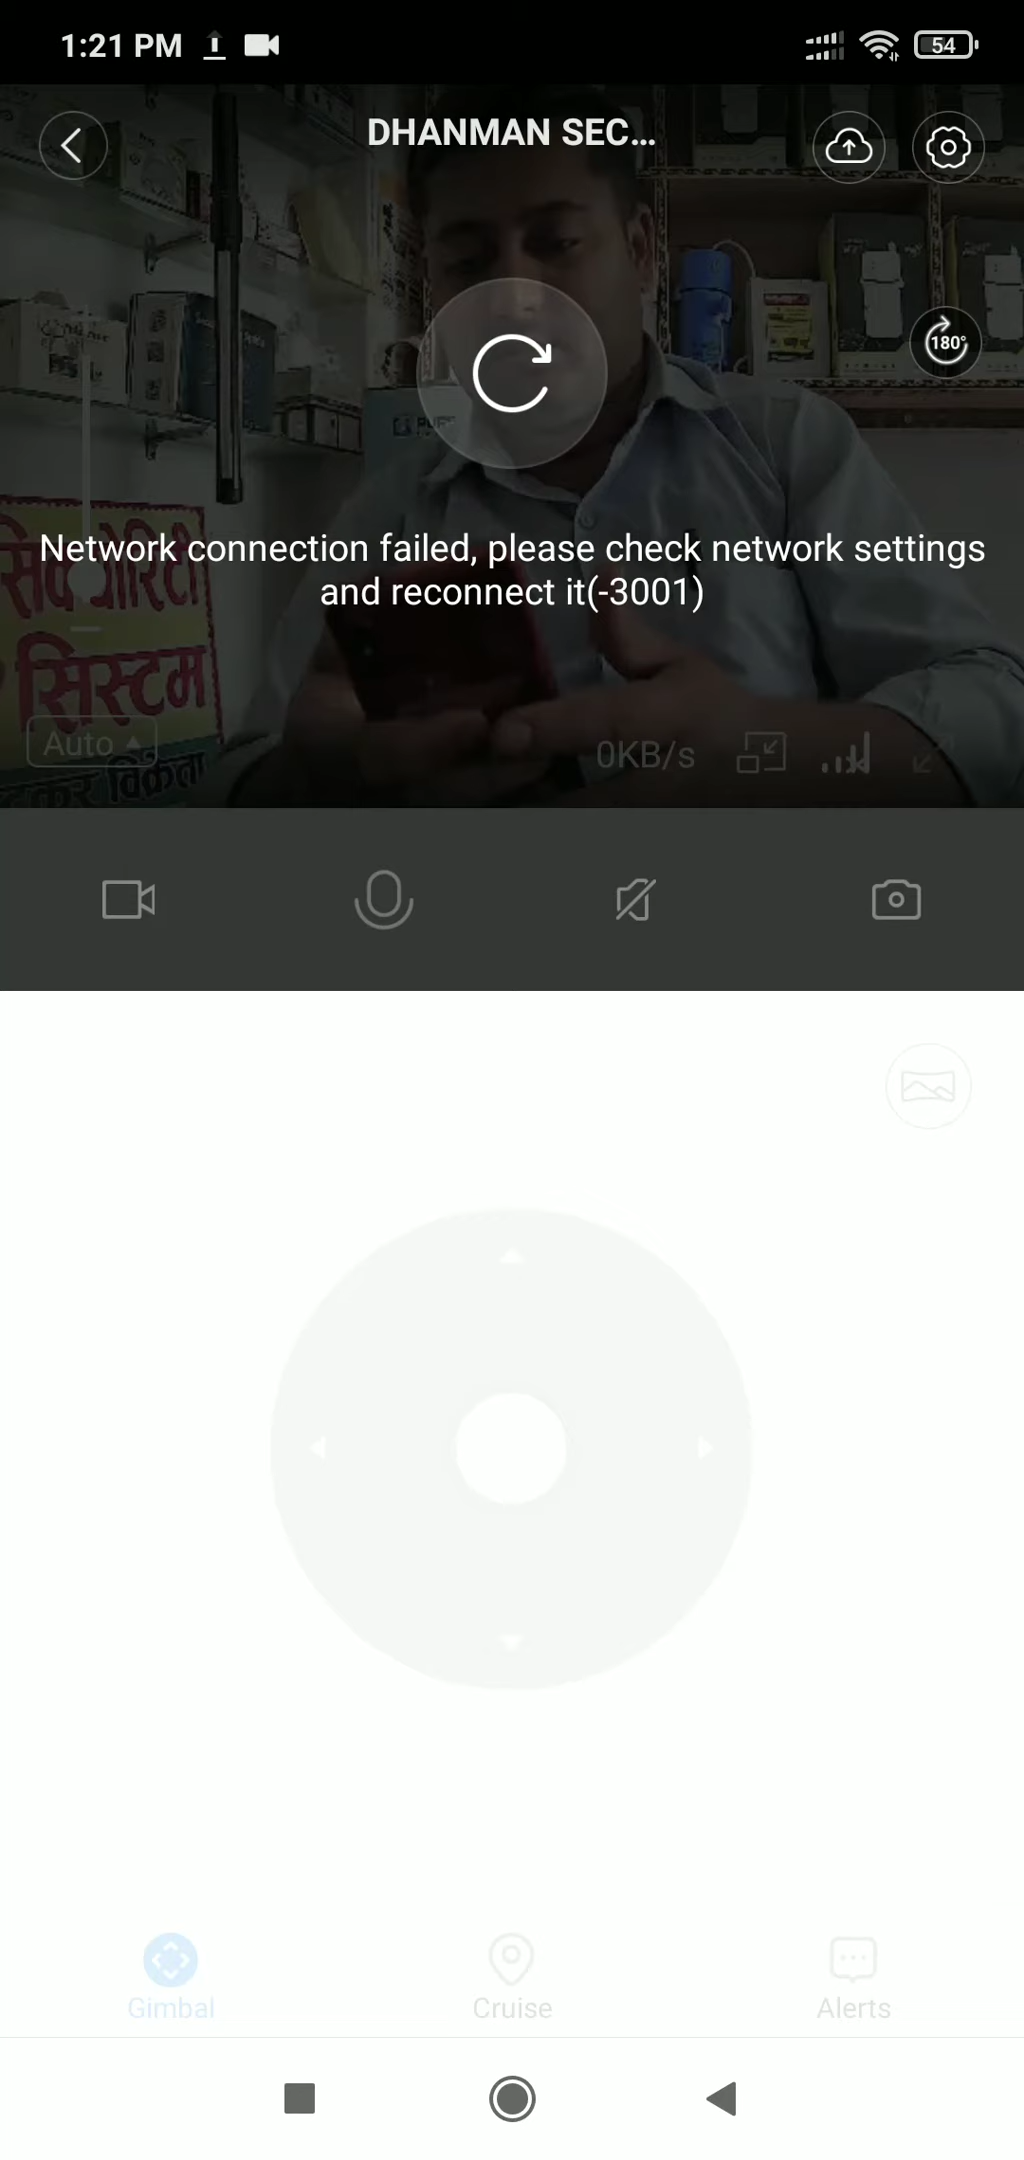 1:21 PM
54
DHANMAN SEC...
180°
Network connection failed, please check network settings
and reconnect it(-3001)
सिक्योरिटी
सिस्टम
विक्रेता
Auto
0KB/s
Gimbal
Cruise
Alerts